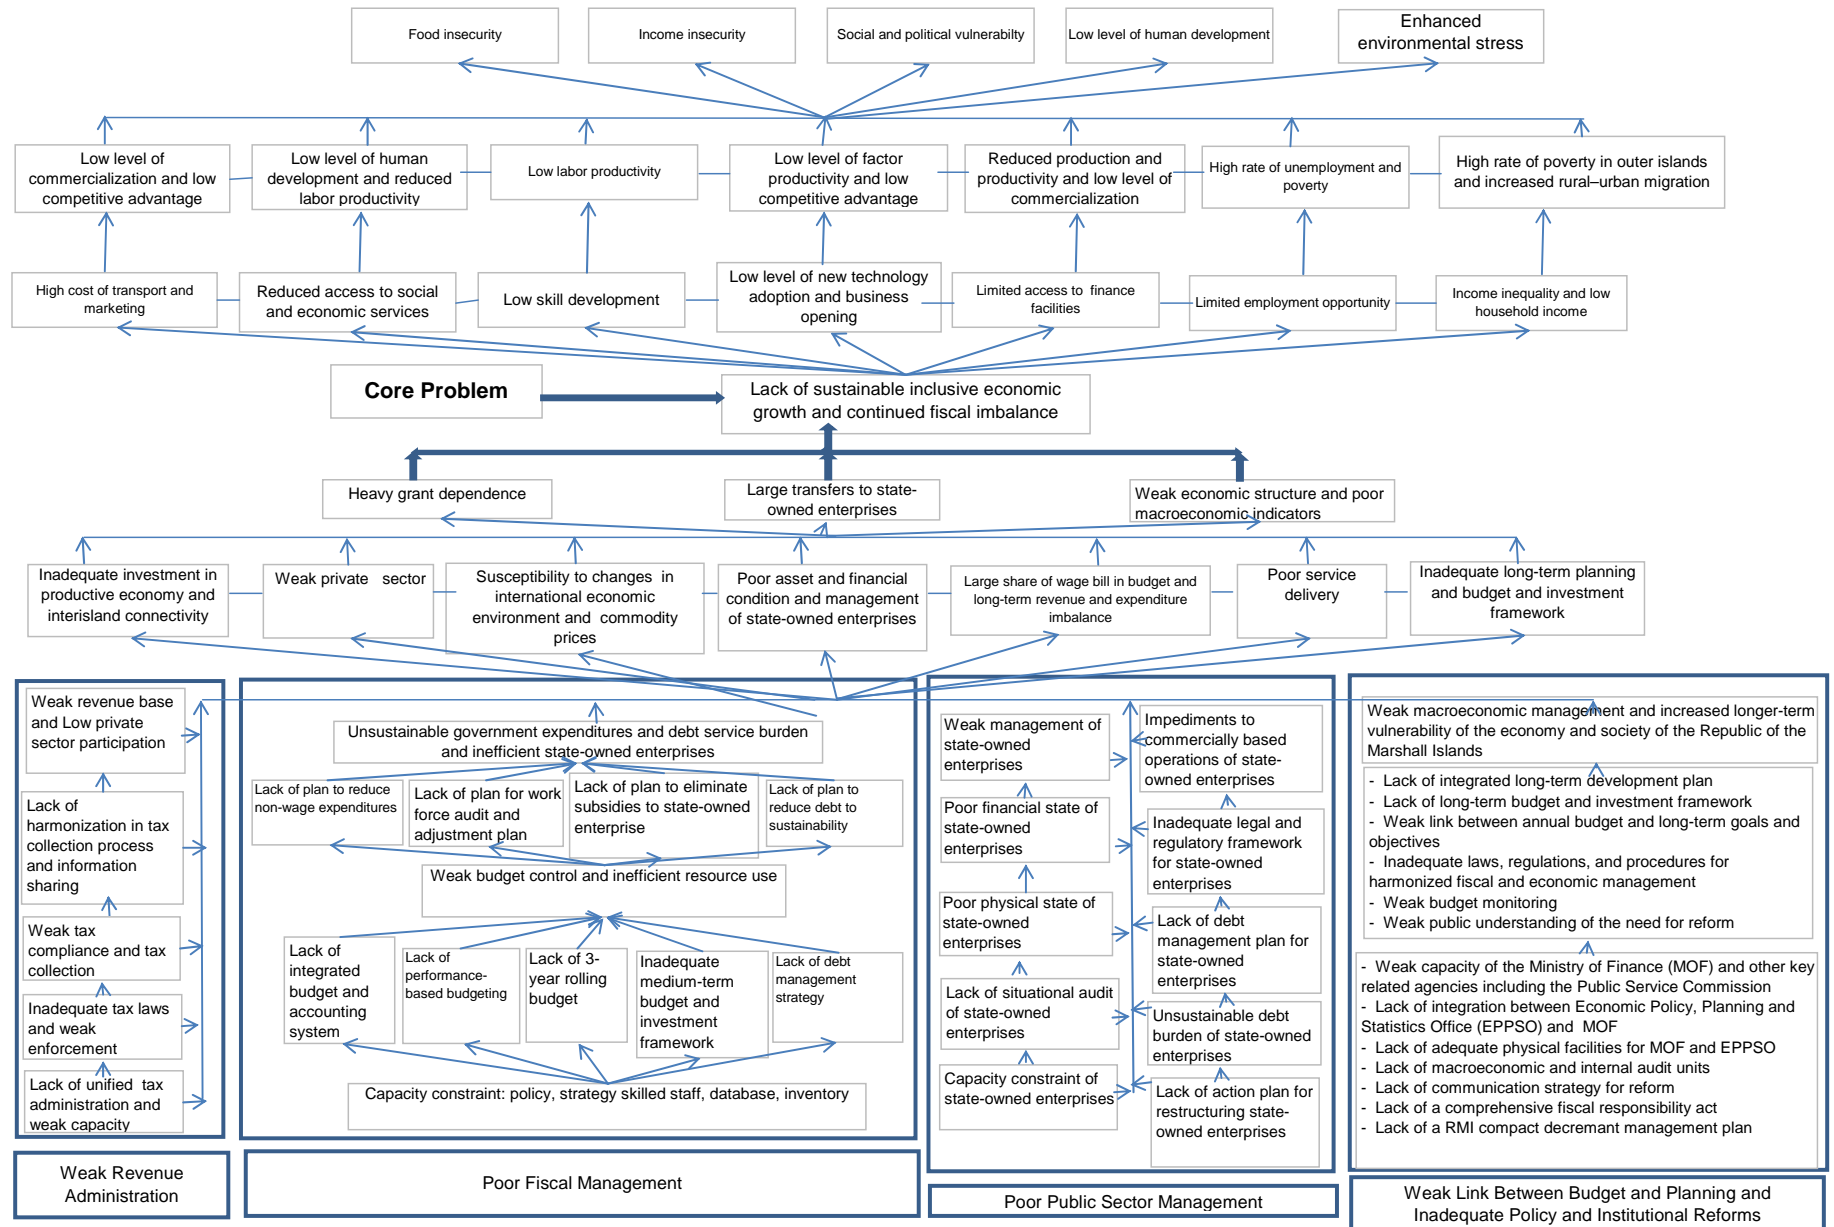 Food insecurity
Income insecurity
Social and political vulnerabilty
Low level of human development
Enhanced
environmental stress
Low level of
commercialization and low
competitive advantage
Low level of human
development and reduced
labor productivity
Low labor productivity
Low level of factor
productivity and low
competitive advantage
Reduced production and
productivity and low level of
commercialization
High rate of unemployment and
poverty
High rate of poverty in outer islands
and increased rural–urban migration
High cost of transport and
marketing
Reduced access to social
and economic services
Low skill development
Low level of new technology
adoption and business
opening
Limited access to finance
facilities
Limited employment opportunity
Income inequality and low
household income
Core Problem
Lack of sustainable inclusive economic
growth and continued fiscal imbalance
Heavy grant dependence
Large transfers to state-
owned enterprises
Weak economic structure and poor
macroeconomic indicators
Inadequate investment in
productive economy and
interisland connectivity
Weak private sector
Susceptibility to changes in
international economic
environment and commodity
prices
Poor asset and financial
condition and management
of state-owned enterprises
Large share of wage bill in budget and
long-term revenue and expenditure
imbalance
Poor service
delivery
Inadequate long-term planning
and budget and investment
framework
Weak revenue base
and Low private
sector participation
Lack of
harmonization in tax
collection process
and information
sharing
Weak tax
compliance and tax
collection
Inadequate tax laws
and weak
enforcement
Lack of unified tax
administration and
weak capacity
Weak Revenue
Administration
Unsustainable government expenditures and debt service burden
and inefficient state-owned enterprises
Lack of plan to reduce
non-wage expenditures
Lack of plan for work
force audit and
adjustment plan
Lack of plan to eliminate
subsidies to state-owned
enterprise
Lack of plan to
reduce debt to
sustainability
Weak budget control and inefficient resource use
Lack of
integrated
budget and
accounting
system
Lack of
performance-
based budgeting
Lack of 3-
year rolling
budget
Inadequate
medium-term
budget and
investment
framework
Lack of debt
management
strategy
Capacity constraint: policy, strategy skilled staff, database, inventory
Poor Fiscal Management
Weak management of
state-owned
enterprises
Poor financial state of
state-owned
enterprises
Poor physical state of
state-owned
enterprises
Lack of situational audit
of state-owned
enterprises
Capacity constraint of
state-owned enterprises
Impediments to
commercially based
operations of state-
owned enterprises
Inadequate legal and
regulatory framework
for state-owned
enterprises
Lack of debt
management plan for
state-owned
enterprises
Unsustainable debt
burden of state-owned
enterprises
Lack of action plan for
restructuring state-
owned enterprises
Poor Public Sector Management
Weak macroeconomic management and increased longer-term
vulnerability of the economy and society of the Republic of the
Marshall Islands
- Lack of integrated long-term development plan
- Lack of long-term budget and investment framework
- Weak link between annual budget and long-term goals and
objectives
- Inadequate laws, regulations, and procedures for
harmonized fiscal and economic management
- Weak budget monitoring
- Weak public understanding of the need for reform
- Weak capacity of the Ministry of Finance (MOF) and other key
related agencies including the Public Service Commission
- Lack of integration between Economic Policy, Planning and
Statistics Office (EPPSO) and MOF
- Lack of adequate physical facilities for MOF and EPPSO
- Lack of macroeconomic and internal audit units
- Lack of communication strategy for reform
- Lack of a comprehensive fiscal responsibility act
- Lack of a RMI compact decremant management plan
Weak Link Between Budget and Planning and
Inadequate Policy and Institutional Reforms